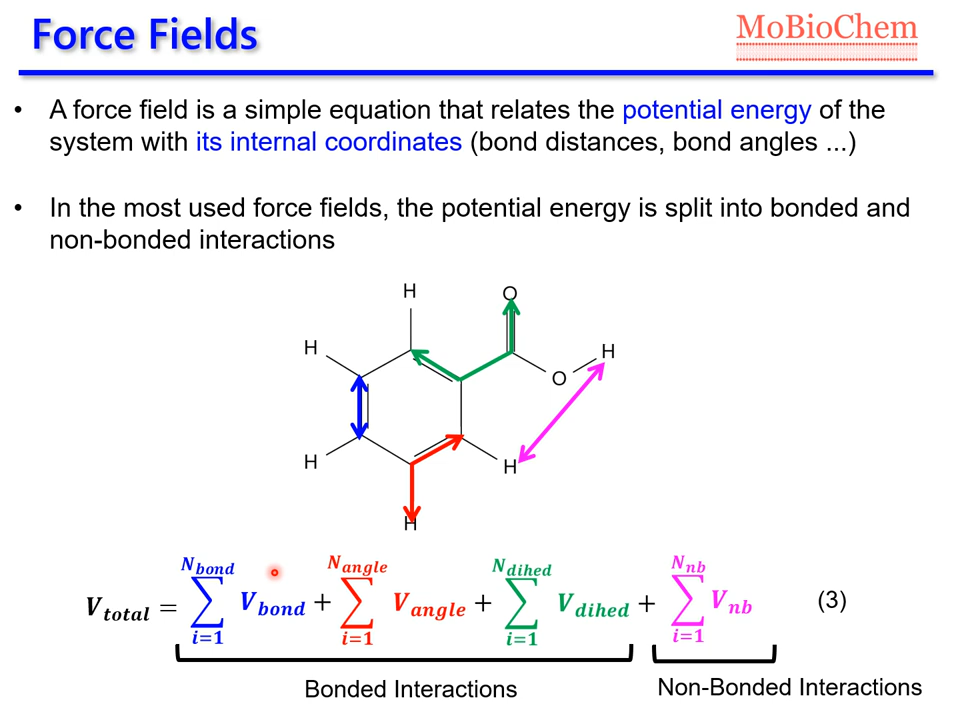 Force Fields
MoBioChem
• A force field is a simple equation that relates the potential energy of the
system with its internal coordinates (bond distances, bond angles ...)
• In the most used force fields, the potential energy is split into bonded and
non-bonded interactions
H
O
H
H
O
H
H
H
V_total = ∑_{i=1}^{N_bond} V_bond + ∑_{i=1}^{N_angle} V_angle + ∑_{i=1}^{N_dihed} V_dihed + ∑_{i=1}^{N_nb} V_nb (3)
Bonded Interactions
Non-Bonded Interactions